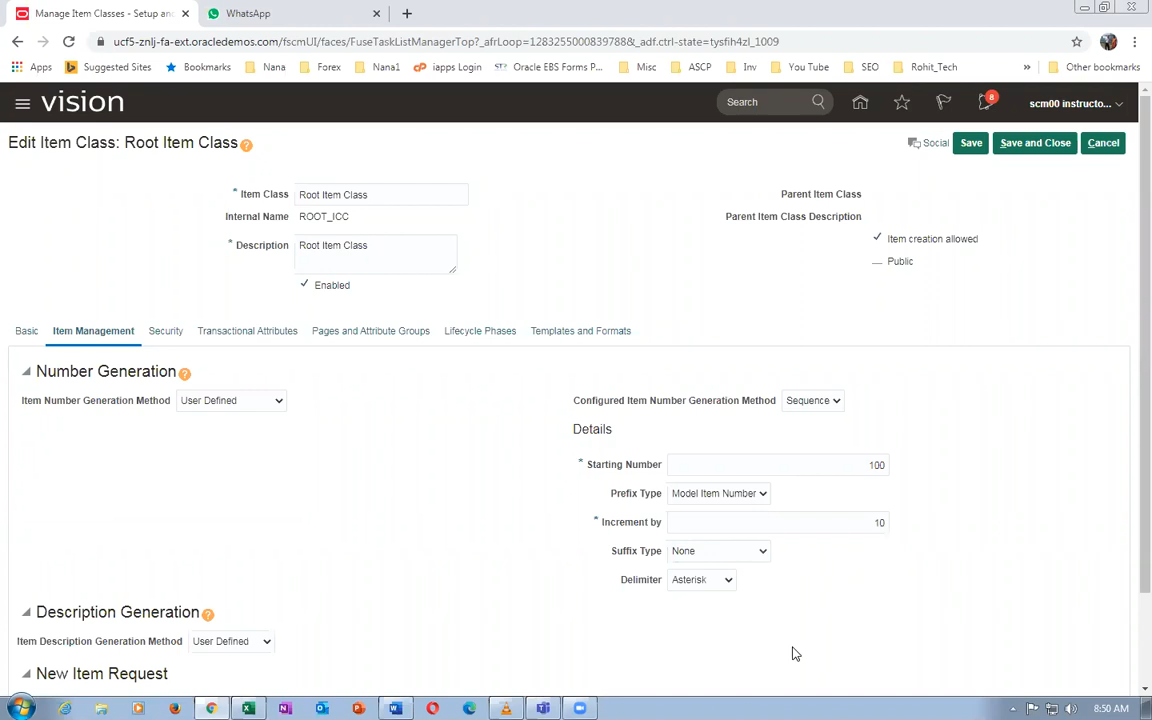 Manage Item Classes - Setup and
WhatsApp
ucf5-znlj-fa-ext.oracledemos.com/fscmUI/faces/FuseTaskListManagerTop?_afrLoop=1283255000839788&_adf.ctrl-state=tysfih4zl_1009
Apps Suggested Sites Bookmarks Nana Forex Nana1 iapps Login Oracle EBS Forms P... Misc ASCP Inv You Tube SEO Rohit_Tech » Other bookmarks
vision Search 8 scm00 instructo...
Edit Item Class: Root Item Class ? Social Save Save and Close Cancel
* Item Class Root Item Class Parent Item Class
Internal Name ROOT_ICC Parent Item Class Description
* Description Root Item Class Item creation allowed
Public
Enabled
Basic Item Management Security Transactional Attributes Pages and Attribute Groups Lifecycle Phases Templates and Formats
Number Generation ?
Item Number Generation Method User Defined Configured Item Number Generation Method Sequence
Details
* Starting Number 100
Prefix Type Model Item Number
* Increment by 10
Suffix Type None
Delimiter Asterisk
Description Generation ?
Item Description Generation Method User Defined
New Item Request
8:50 AM